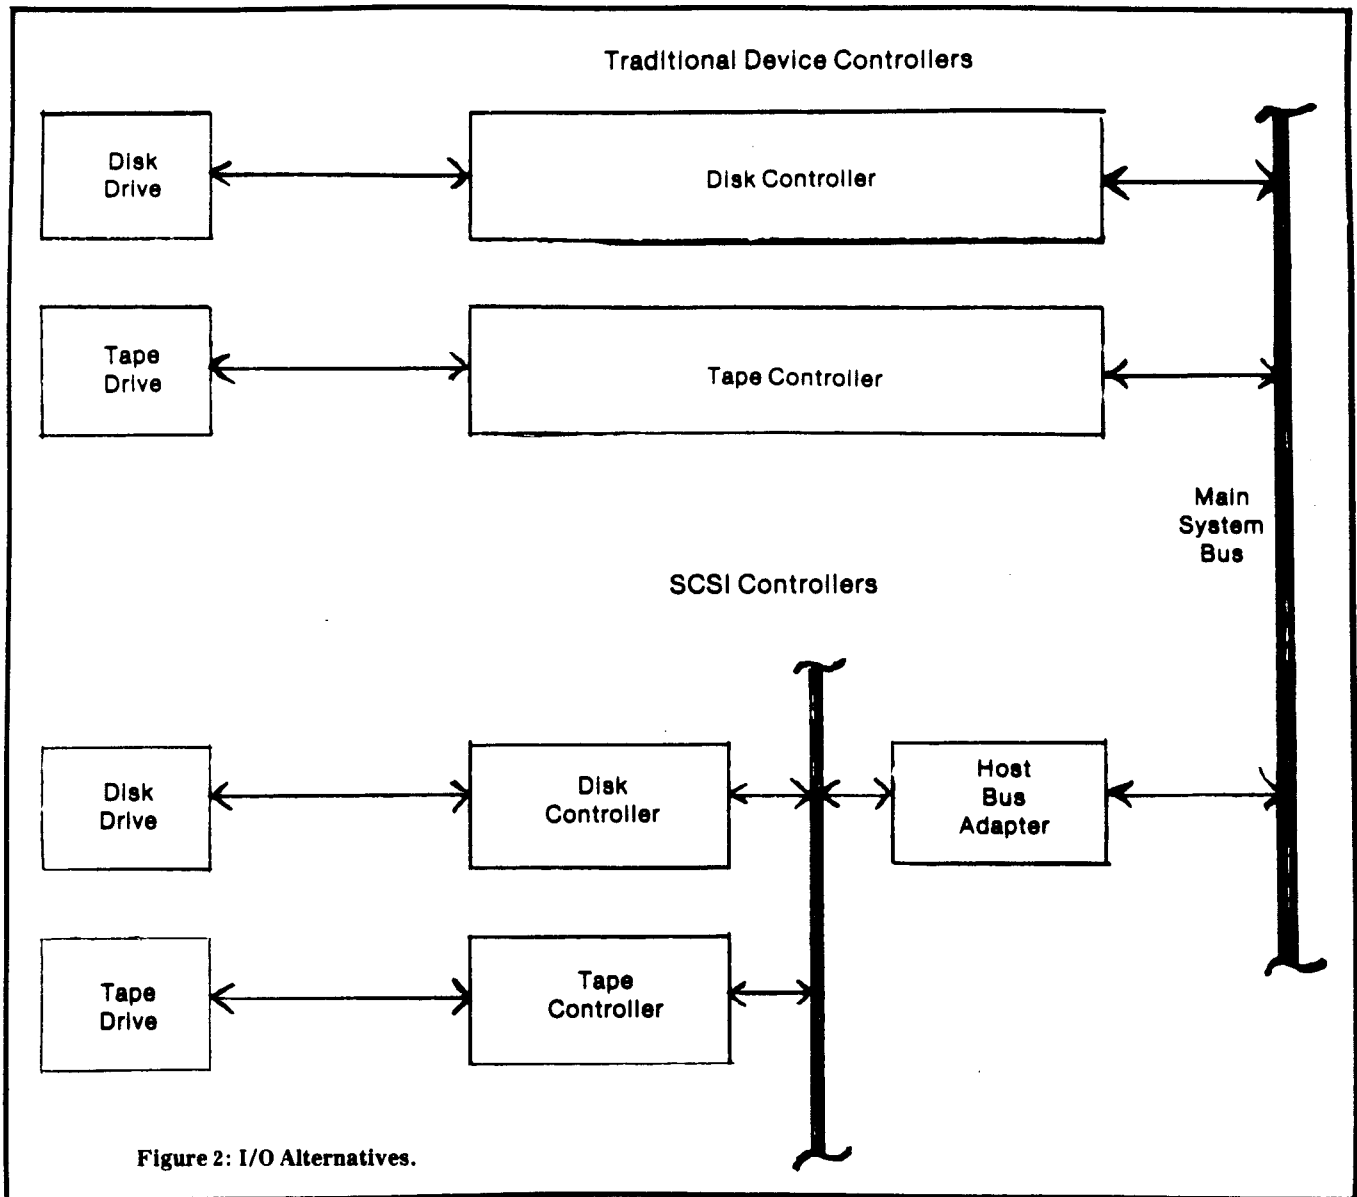 Traditional Device Controllers
Disk
Drive
Disk Controller
Tape
Drive
Tape Controller
Main
System
Bus
SCSI Controllers
Disk
Drive
Disk
Controller
Host
Bus
Adapter
Tape
Drive
Tape
Controller
Figure 2: I/O Alternatives.